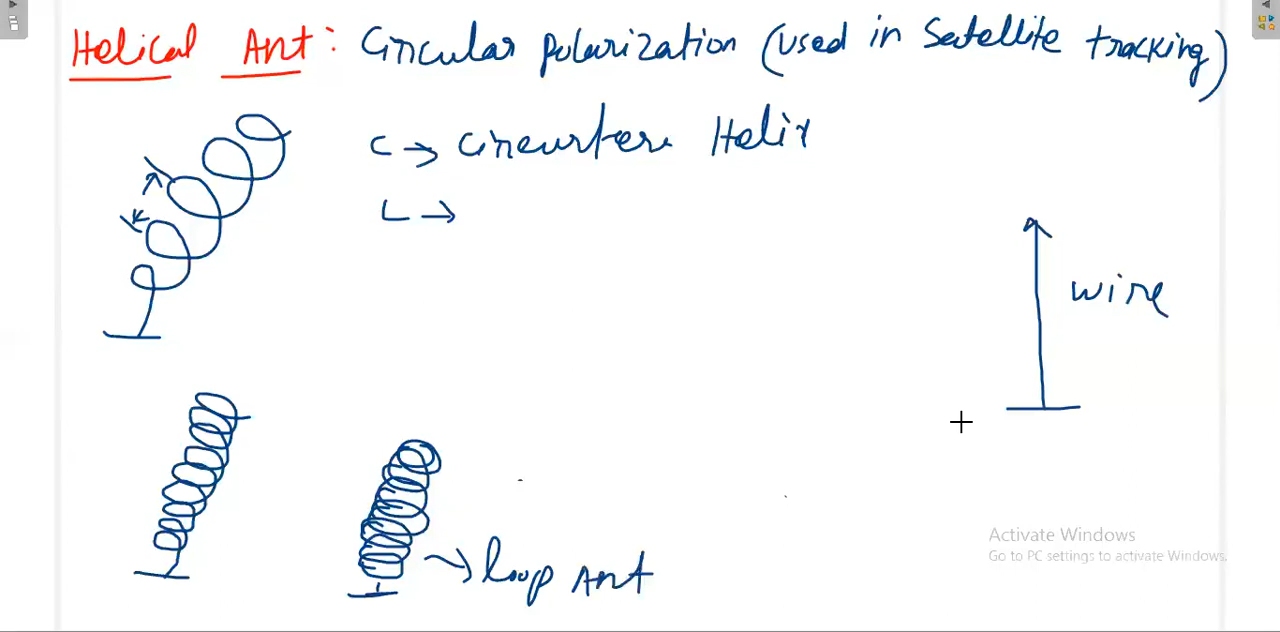 Helical Ant: Circular polarization (used in Satellite tracking)
C → Circumfere Helix
L →
wire
loop Ant
Activate Windows
Go to PC settings to activate Windows.